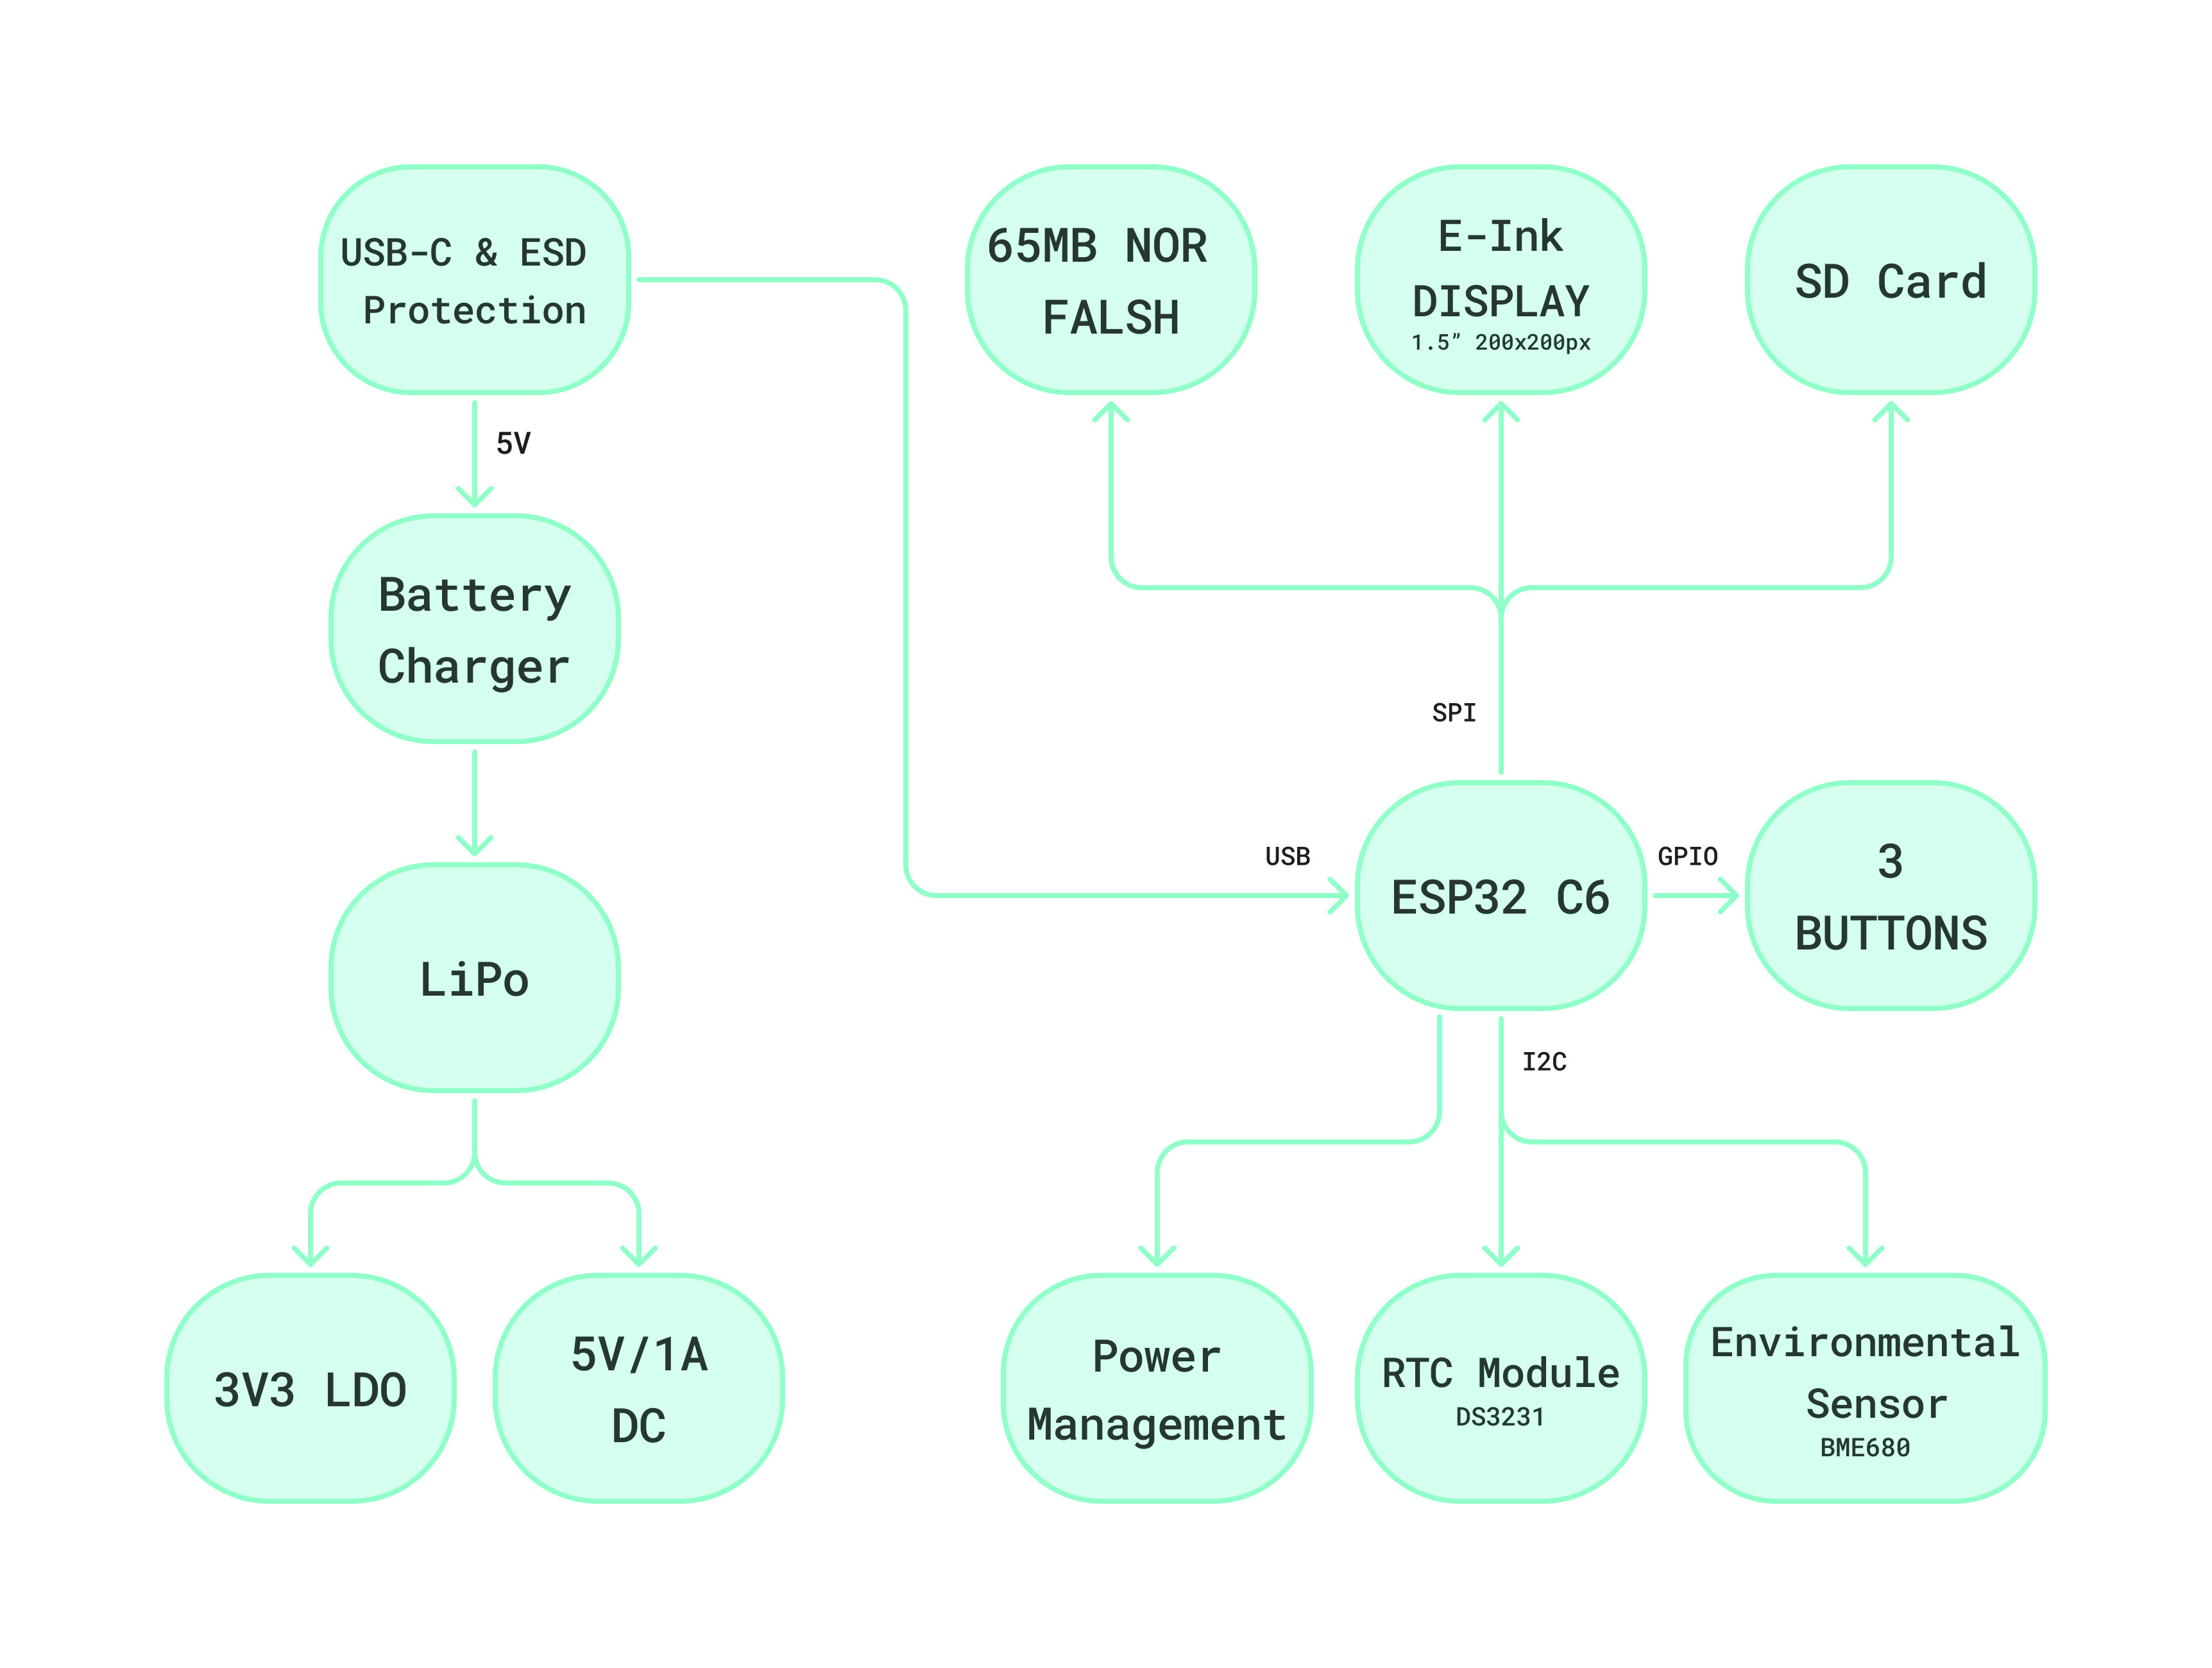 USB-C & ESD
Protection
65MB NOR
FALSH
E-Ink
DISPLAY
1.5” 200x200px
SD Card
5V
Battery
Charger
SPI
LiPo
USB
ESP32 C6
GPIO
3
BUTTONS
I2C
3V3 LDO
5V/1A
DC
Power
Management
RTC Module
DS3231
Environmental
Sensor
BME680